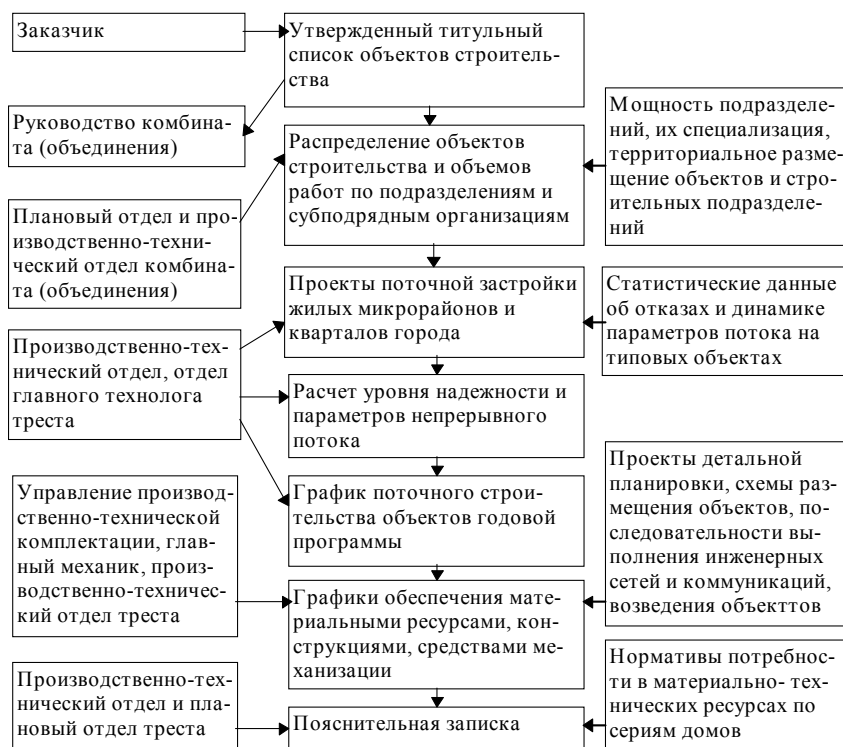 Заказчик
Утвержденный титульный
список объектов строитель-
ства
Руководство комбина-
та (объединения)
Распределение объектов
строительства и объемов
работ по подразделениям и
субподрядным организациям
Мощность подразделе-
ний, их специализация,
территориальное разме-
щение объектов и стро-
ительных подразделе-
ний
Плановый отдел и про-
изводственно-техни-
ческий отдел комбина-
та (объединения)
Проекты поточной застройки
жилых микрорайонов и
кварталов города
Статистические данные
об отказах и динамике
параметров потока на
типовых объектах
Производственно-тех-
нический отдел, отдел
главного технолога
треста
Расчет уровня надежности и
параметров непрерывного
потока
Управление производ-
ственно-технической
комплектации, глав-
ный механик, произ-
водственно-техничес-
кий отдел треста
График поточного строи-
тельства объектов годовой
программы
Проекты детальной
планировки, схемы раз-
мещения объектов, по-
следовательности вы-
полнения инженерных
сетей и коммуникаций,
возведения объекттов
Графики обеспечения мате-
риальными ресурсами, кон-
струкциями, средствами ме-
ханизации
Производственно-тех-
нический отдел и пла-
новый отдел треста
Пояснительная записка
Нормативы потребнос-
ти в материально- тех-
нических ресурсах по
сериям домов